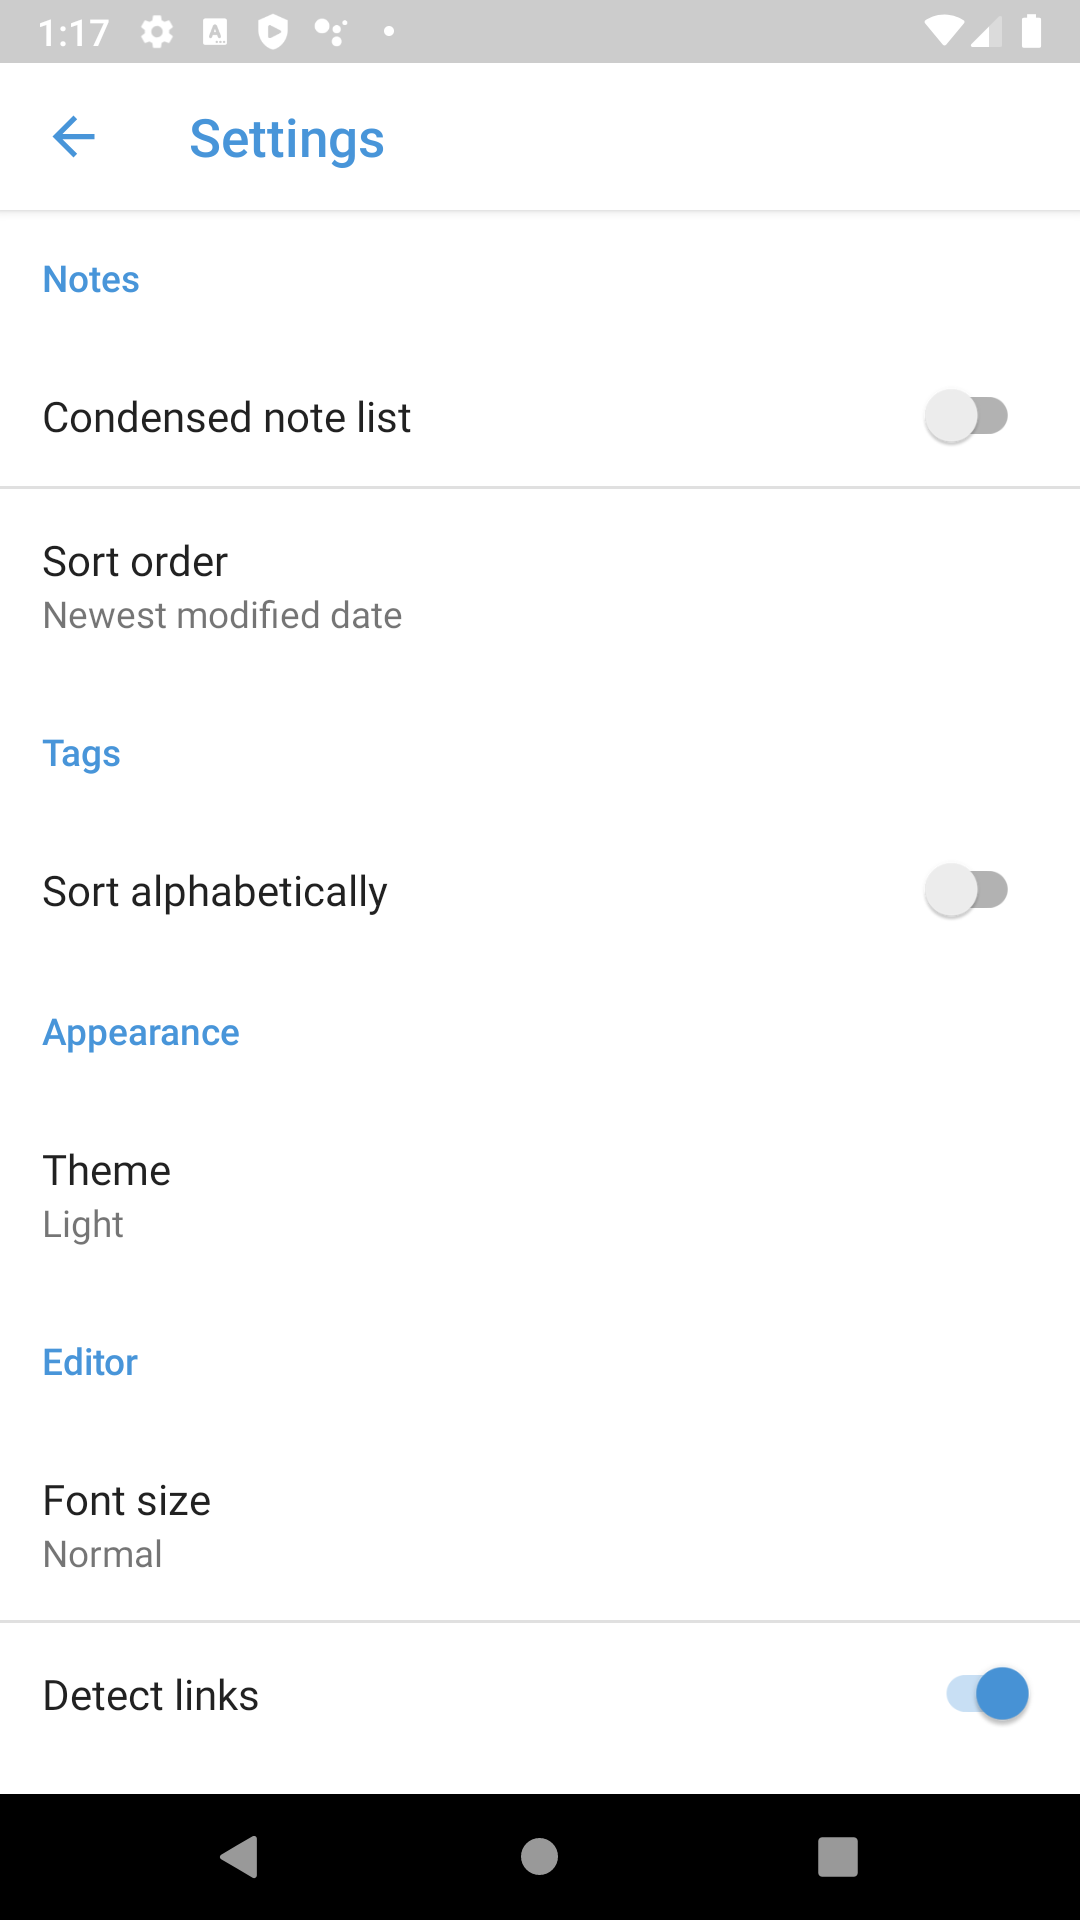 1:17
Settings
Notes
Condensed note list
Sort order
Newest modified date
Tags
Sort alphabetically
Appearance
Theme
Light
Editor
Font size
Normal
Detect links